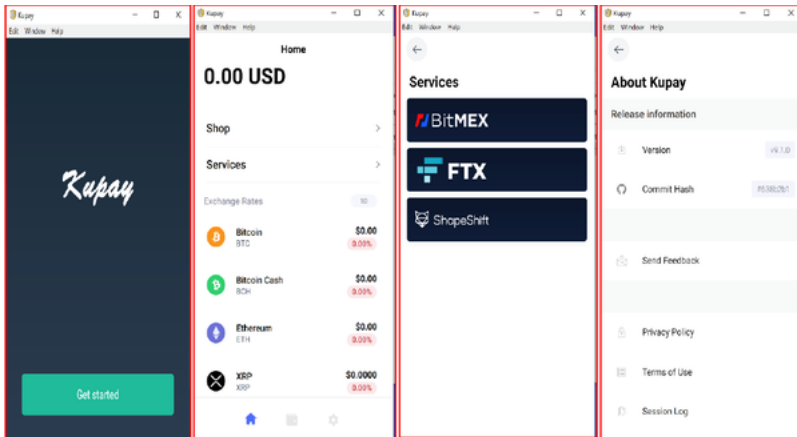 Kupay
Edit Window Help
Kupay
Get started
Kupay
Edit Window Help
Home
0.00 USD
Shop
Services
Exchange Rates
Bitcoin
$0.00
BTC
0.00%
Bitcoin Cash
$0.00
BCH
0.00%
Ethereum
$0.00
ETH
0.00%
XRP
$0.0000
XRP
0.00%
Kupay
Edit Window Help
Services
BitMEX
FTX
ShapeShift
Kupay
Edit Window Help
About Kupay
Release information
Version
v9.1.0
Commit Hash
Send Feedback
Privacy Policy
Terms of Use
Session Log